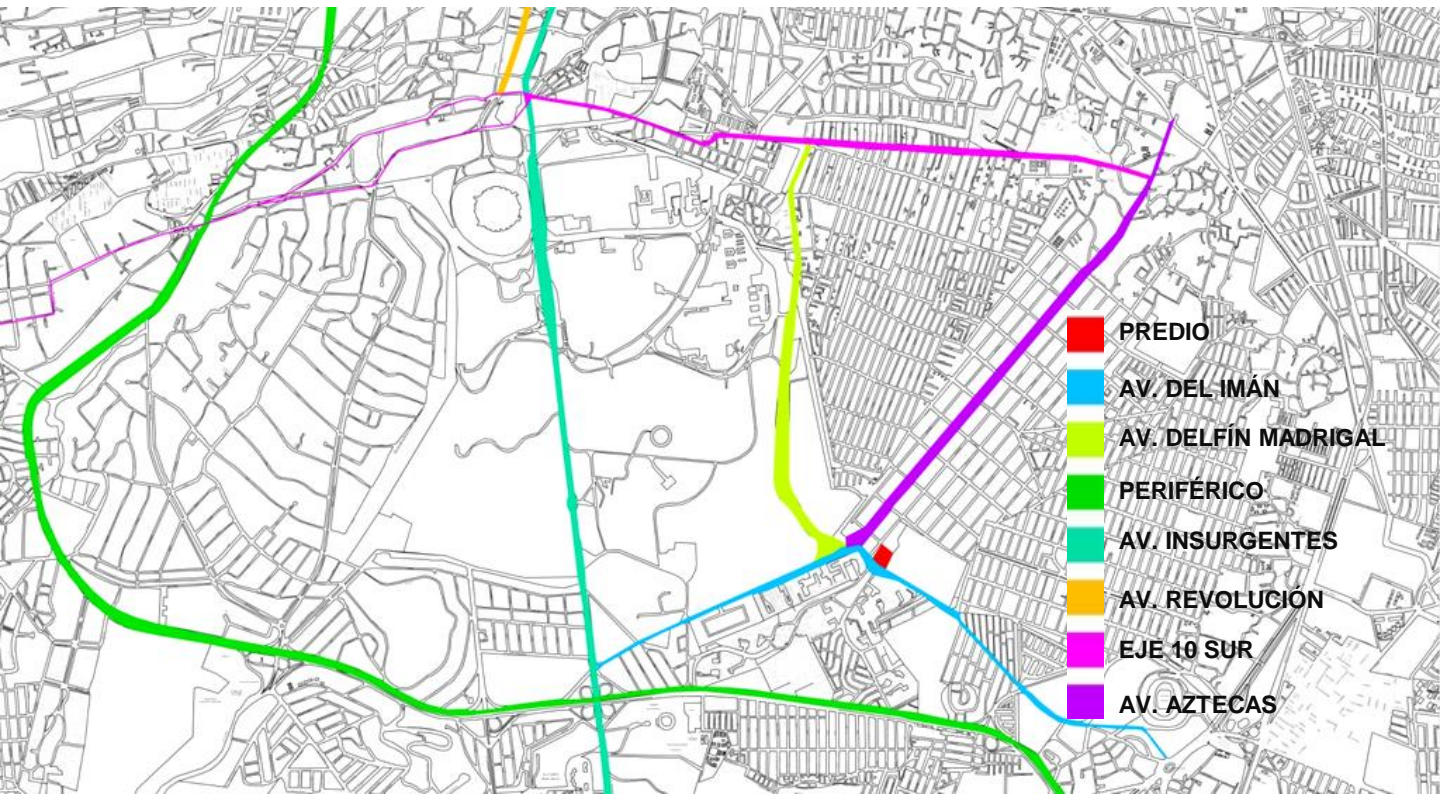 PREDIO
AV. DEL IMÁN
AV. DELFÍN MADRIGAL
PERIFÉRICO
AV. INSURGENTES
AV. REVOLUCIÓN
EJE 10 SUR
AV. AZTECAS